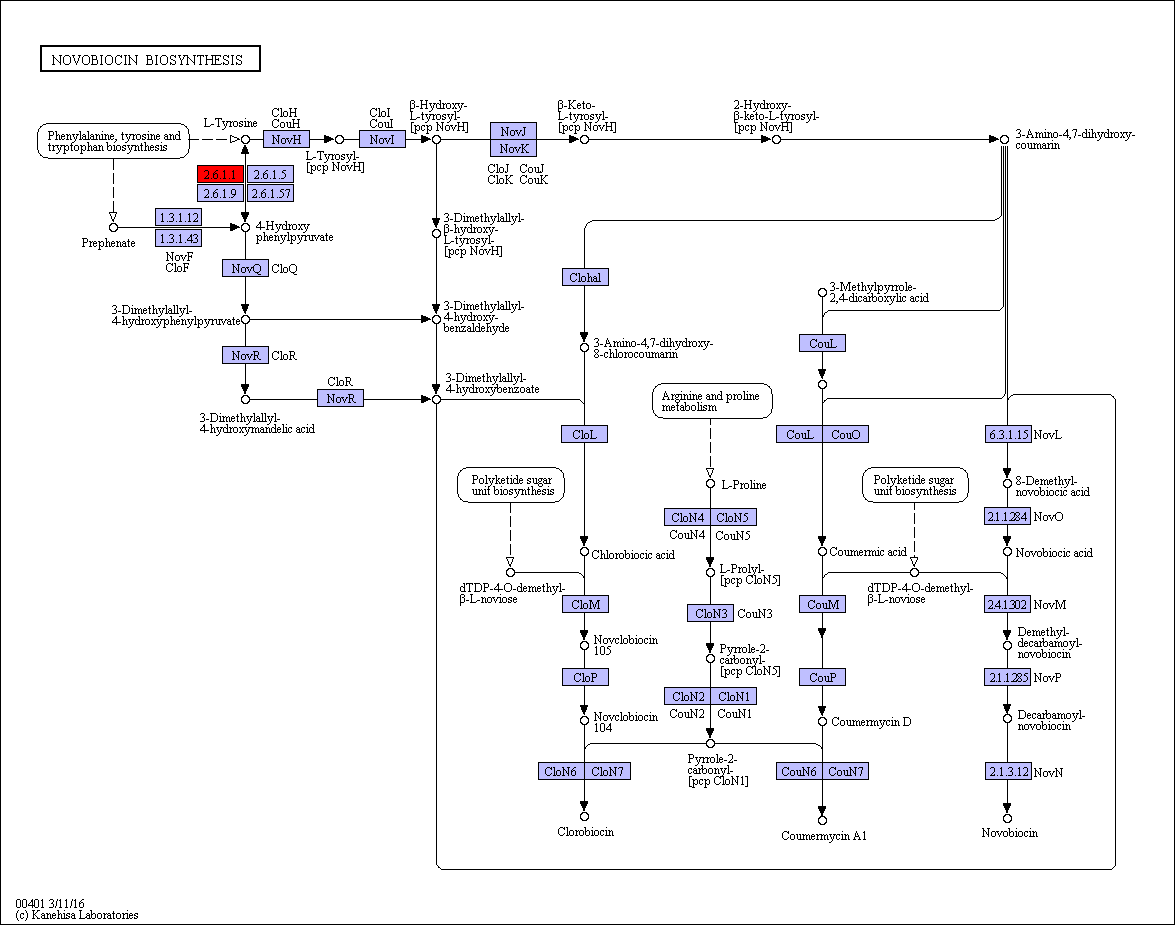 NOVOBIOCIN BIOSYNTHESIS
Phenylalanine, tyrosine and
tryptophan biosynthesis
L-Tyrosine
CloH
CouH
NovH
L-Tyrosyl-
[pcp NovH]
CloI
CouI
NovI
β-Hydroxy-
L-tyrosyl-
[pcp NovH]
NovJ
NovK
CloJ CouJ
CloK CouK
β-Keto-
L-tyrosyl-
[pcp NovH]
2-Hydroxy-
β-keto-L-tyrosyl-
[pcp NovH]
3-Amino-4,7-dihydroxy-
coumarin
2.6.1.1 2.6.1.5
2.6.1.9 2.6.1.57
1.3.1.12
1.3.1.43
Prephenate
NovF
CloF
4-Hydroxy
phenylpyruvate
3-Dimethylallyl-
β-hydroxy-
L-tyrosyl-
[pcp NovH]
NovQ CloQ
Clohal
3-Methylpyrrole-
2,4-dicarboxylic acid
3-Dimethylallyl-
4-hydroxyphenylpyruvate
3-Dimethylallyl-
4-hydroxy-
benzaldehyde
3-Amino-4,7-dihydroxy-
8-chlorocoumarin
CouL
NovR CloR
CloR
NovR
3-Dimethylallyl-
4-hydroxybenzoate
3-Dimethylallyl-
4-hydroxymandelic acid
Arginine and proline
metabolism
CloL
CouL CouO
6.3.1.15 NovL
Polyketide sugar
unif biosynthesis
L-Proline
Polyketide sugar
unif biosynthesis
8-Demethyl-
novobiocic acid
CloN4 CloN5
CouN4 CouN5
2.1.1.284 NovO
Chlorobiocic acid
Coumermic acid
Novobiocic acid
L-Prolyl-
[pcp CloN5]
dTDP-4-O-demethyl-
β-L-noviose
dTDP-4-O-demethyl-
β-L-noviose
CloM
CloN3 CouN3
CouM
2.4.1.302 NovM
Novclobiocin
105
Pyrrole-2-
carbonyl-
[pcp CloN5]
Demethyl-
decarbamoyl-
novobiocin
CloP
CloN2 CloN1
CouN2 CouN1
CouP
2.1.1.285 NovP
Novclobiocin
104
Coumermycin D
Decarbamoyl-
novobiocin
Pyrrole-2-
carbonyl-
[pcp CloN1]
CloN6 CloN7
CouN6 CouN7
2.1.3.12 NovN
Clorobiocin
Coumermycin A1
Novobiocin
00401 3/11/16
(c) Kanehisa Laboratories